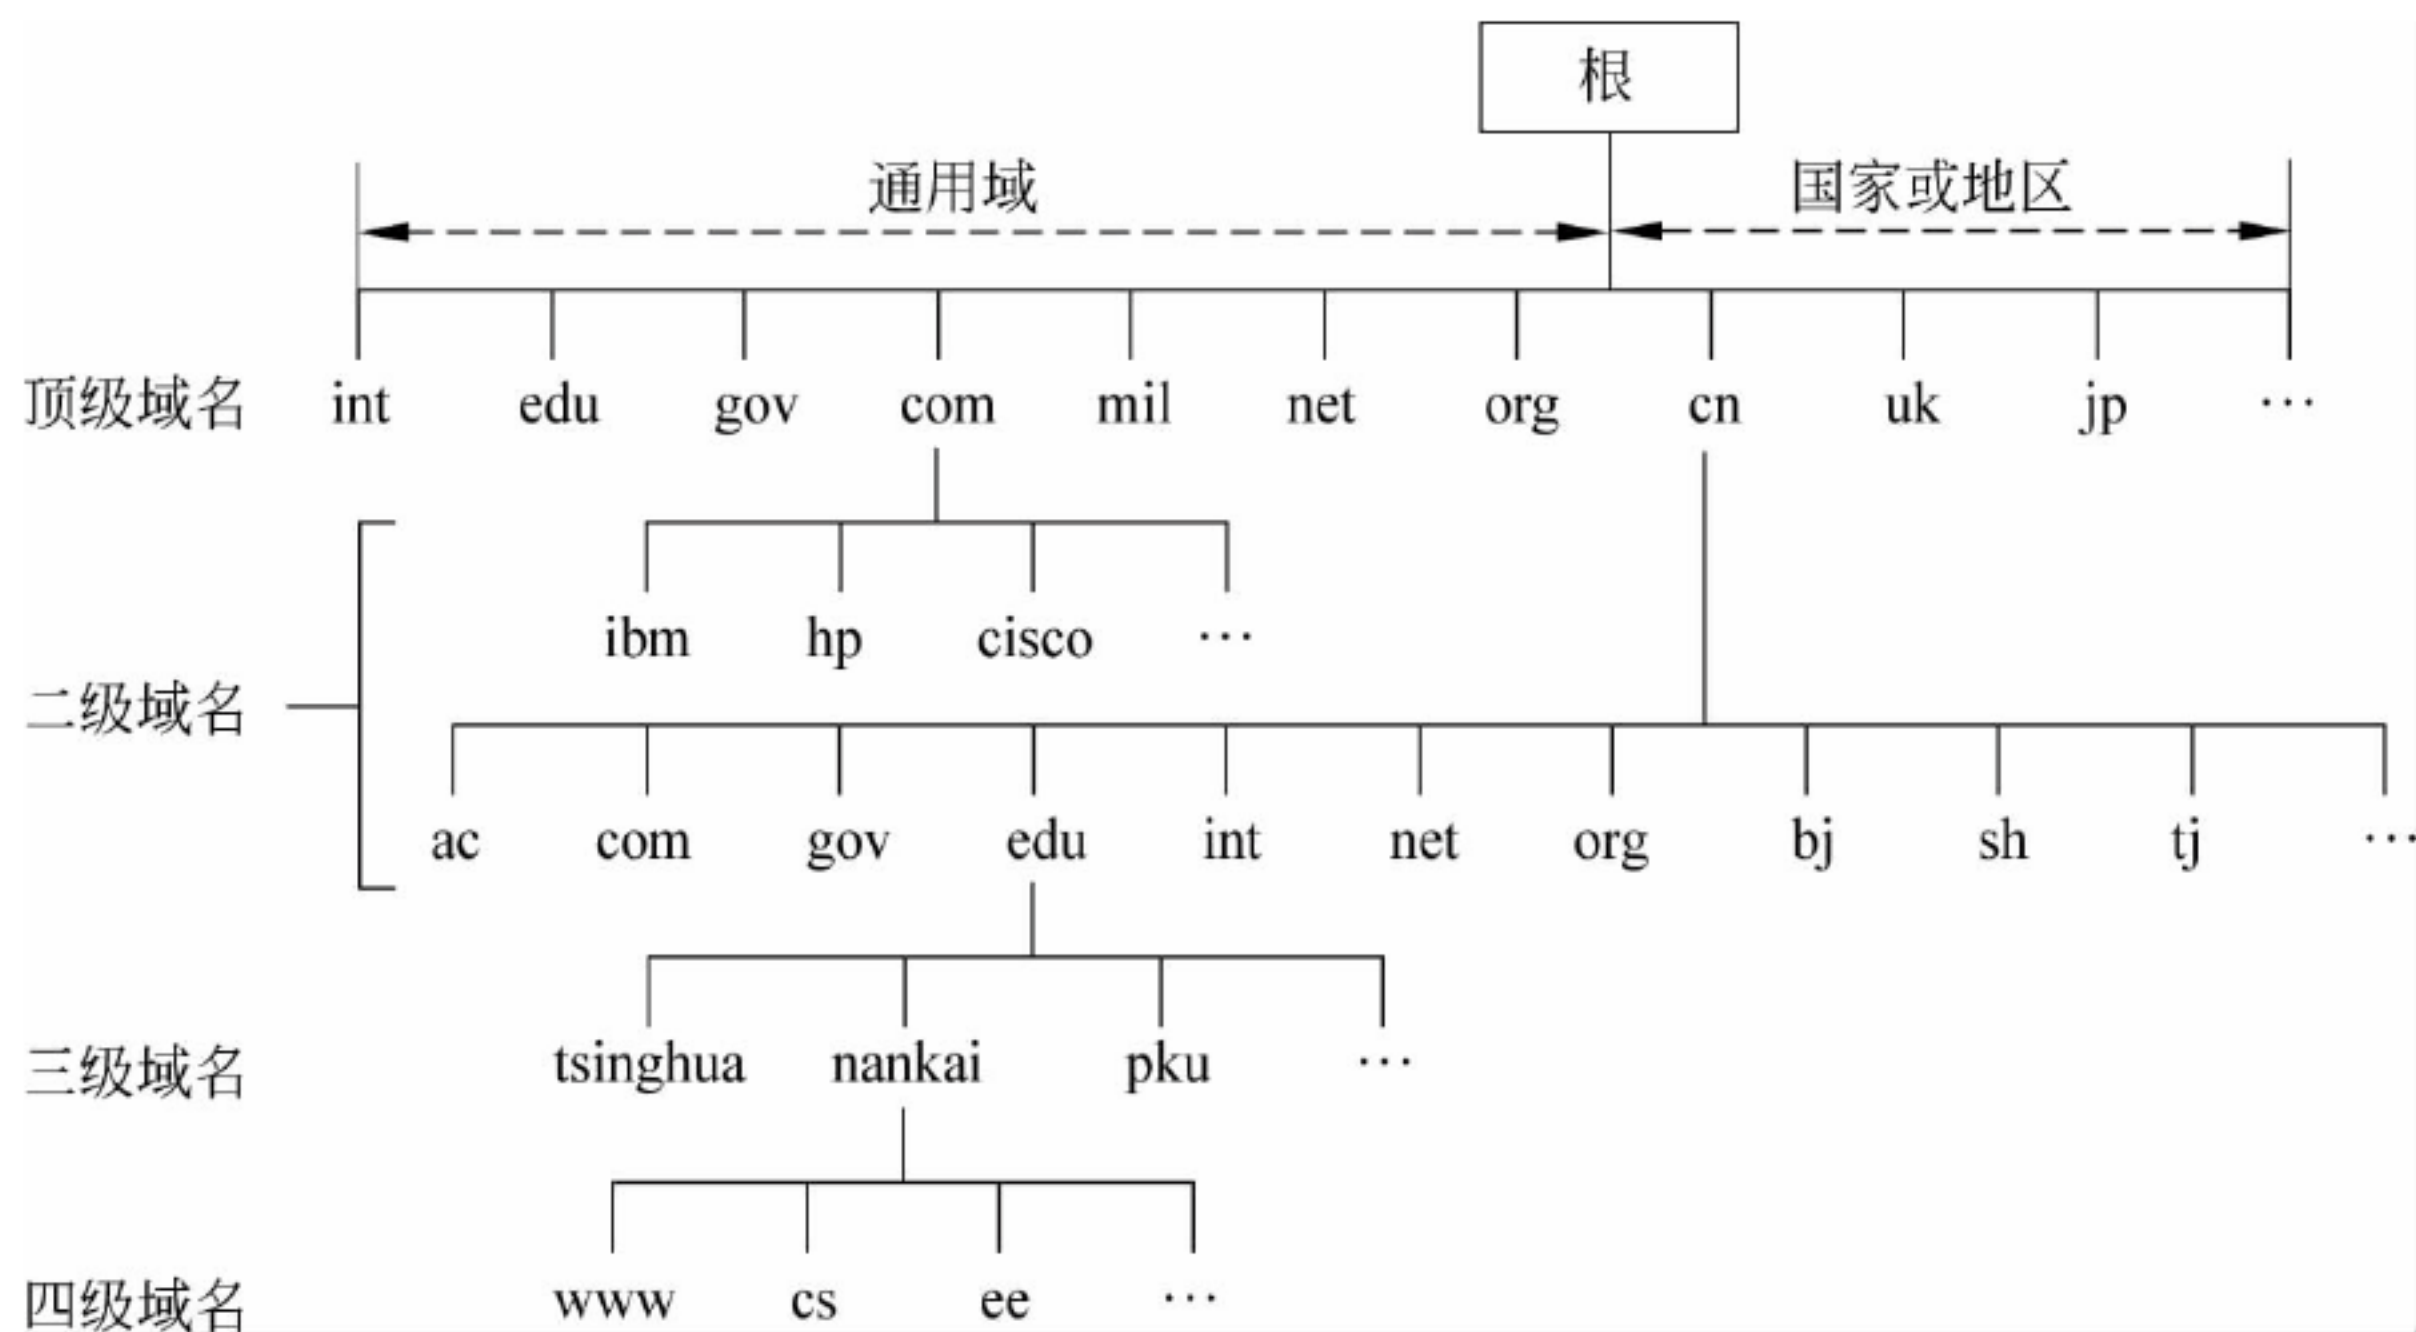 根
通用域 国家或地区
顶级域名 int edu gov com mil net org cn uk jp …
ibm hp cisco …
二级域名
ac com gov edu int net org bj sh tj …
三级域名 tsinghua nankai pku …
四级域名 www cs ee …